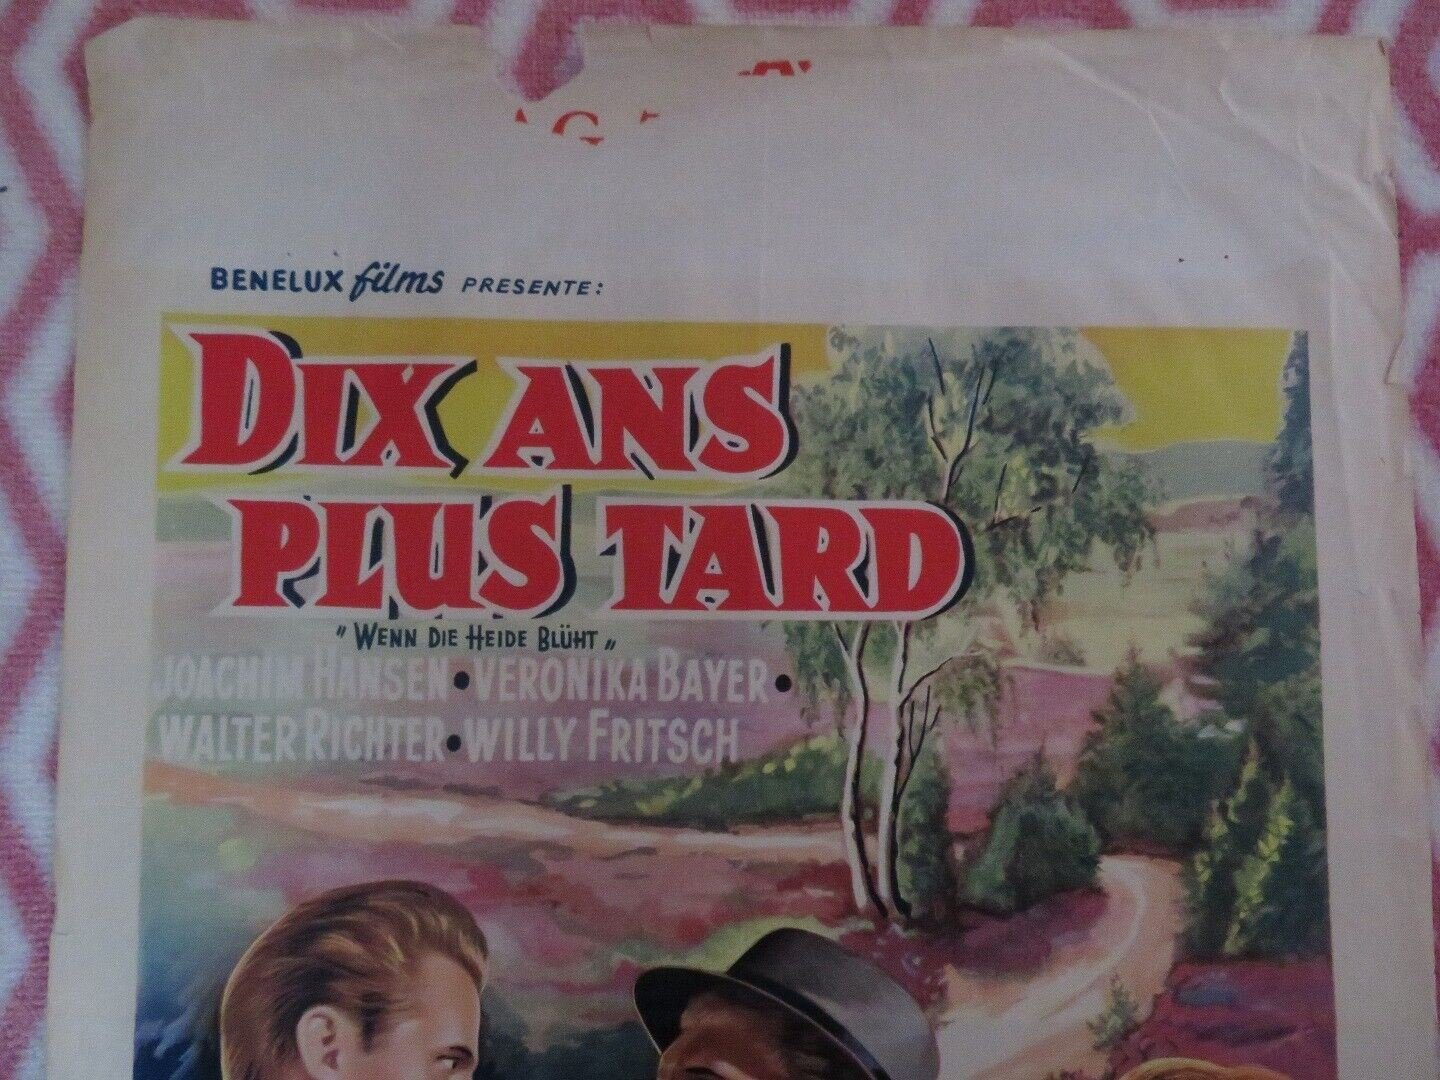 BENELUX films PRESENTE:
DIX ANS
PLUS TARD
"WENN DIE HEIDE BLÜHT"
JOACHIM HANSEN • VERONIKA BAYER •
WALTER RICHTER • WILLY FRITSCH